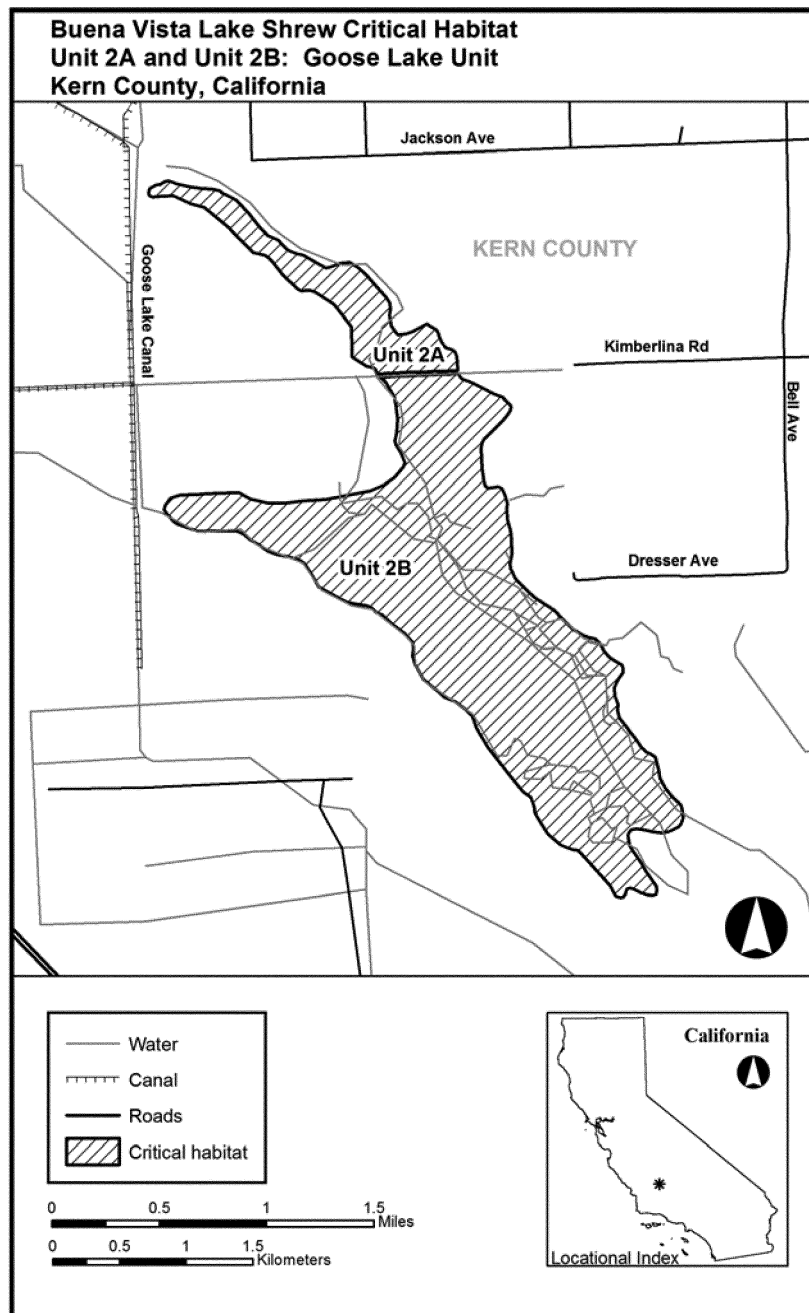 Buena Vista Lake Shrew Critical Habitat
Unit 2A and Unit 2B: Goose Lake Unit
Kern County, California
Jackson Ave
KERN COUNTY
Goose Lake Canal
Unit 2A
Kimberlina Rd
Bell Ave
Unit 2B
Dresser Ave
Water
Canal
Roads
Critical habitat
0 0.5 1 1.5
Miles
0 0.5 1 1.5
Kilometers
California
Locational Index